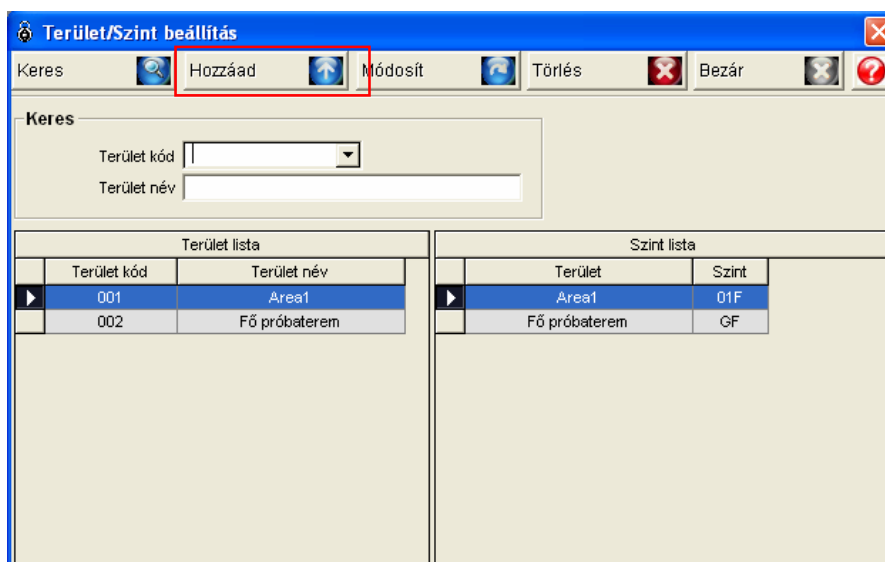 Terület/Szint beállítás
Keres Hozzáad Módosít Törlés Bezár ?
Keres
Terület kód
Terület név
Terület lista Szint lista
Terület kód Terület név Terület Szint
001 Area1 Area1 01F
002 Fő próbaterem Fő próbaterem GF